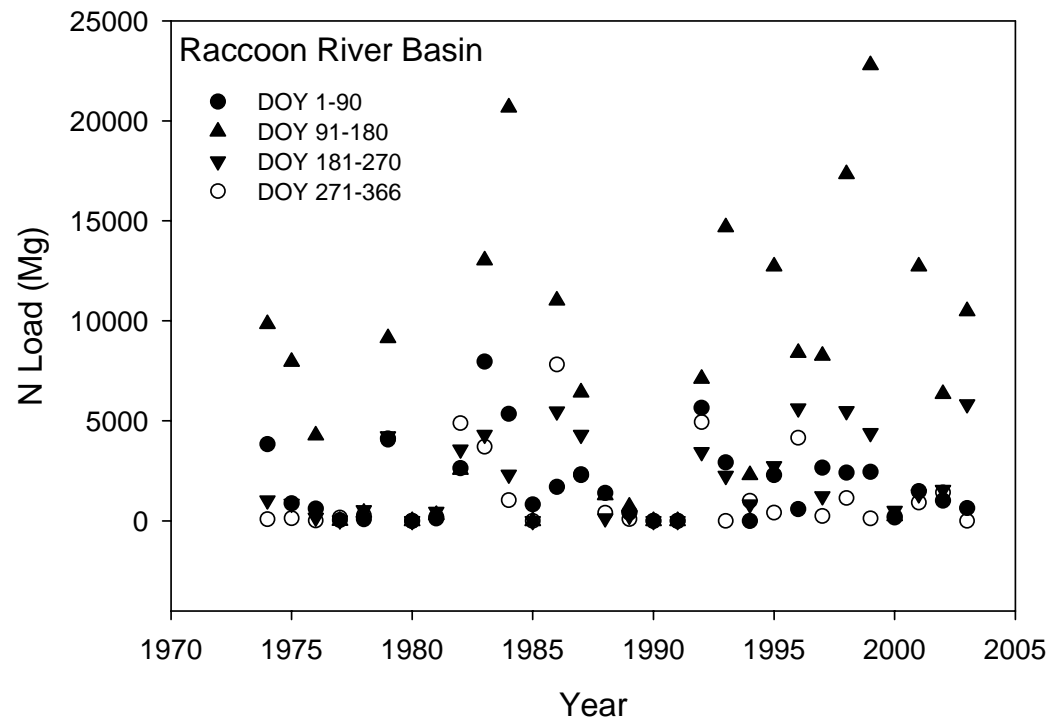 Raccoon River Basin
DOY 1-90
DOY 91-180
DOY 181-270
DOY 271-366
N Load (Mg)
25000
20000
15000
10000
5000
0
1970 1975 1980 1985 1990 1995 2000 2005
Year